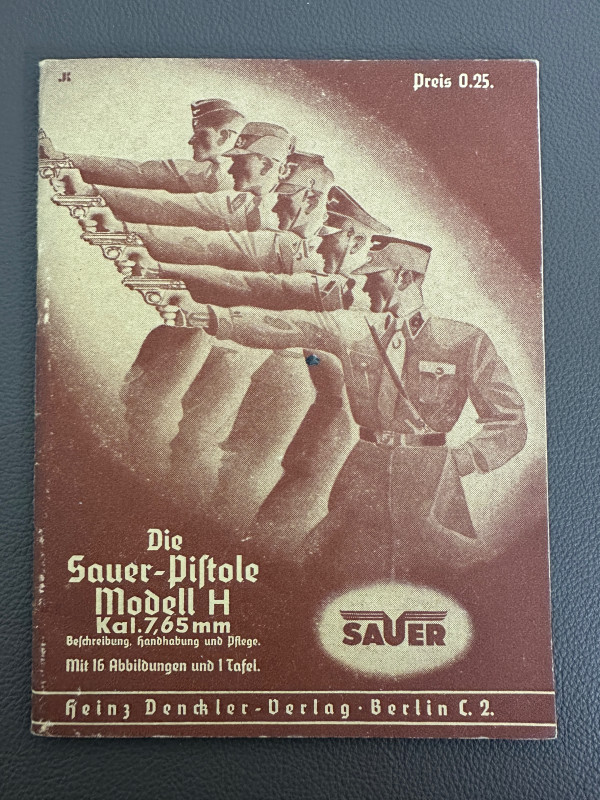 JK
Preis 0.25.
Die
Sauer-Piſtole
Modell H
Kal. 7,65 mm
Beſchreibung, Handhabung und Pflege.
Mit 16 Abbildungen und 1 Tafel.
SAUER
Heinz Denckler-Verlag · Berlin C. 2.